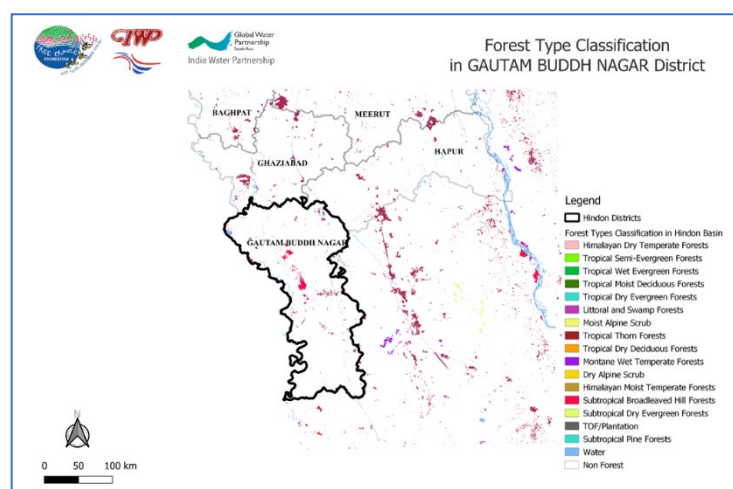 CIWP
Global Water
Partnership
South Asia
India Water Partnership
Forest Type Classification
in GAUTAM BUDDH NAGAR District
BAGHPAT
MEERUT
HAPUR
GHAZIABAD
GAUTAM BUDDH NAGAR
Legend
Hindon Districts
Forest Types Classification in Hindon Basin
Himalayan Dry Temperate Forests
Tropical Semi-Evergreen Forests
Tropical Wet Evergreen Forests
Tropical Moist Deciduous Forests
Tropical Dry Evergreen Forests
Littoral and Swamp Forests
Moist Alpine Scrub
Tropical Thorn Forests
Tropical Dry Deciduous Forests
Montane Wet Temperate Forests
Dry Alpine Scrub
Himalayan Moist Temperate Forests
Subtropical Broadleaved Hill Forests
Subtropical Dry Evergreen Forests
TOF/Plantation
Subtropical Pine Forests
Water
Non Forest
N
0 50 100 km